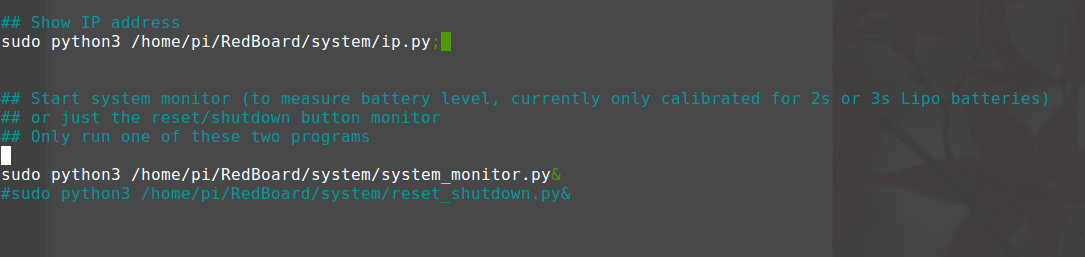 ## Show IP address
sudo python3 /home/pi/RedBoard/system/ip.py;
## Start system monitor (to measure battery level, currently only calibrated for 2s or 3s Lipo batteries)
## or just the reset/shutdown button monitor
## Only run one of these two programs
sudo python3 /home/pi/RedBoard/system/system_monitor.py&
#sudo python3 /home/pi/RedBoard/system/reset_shutdown.py&